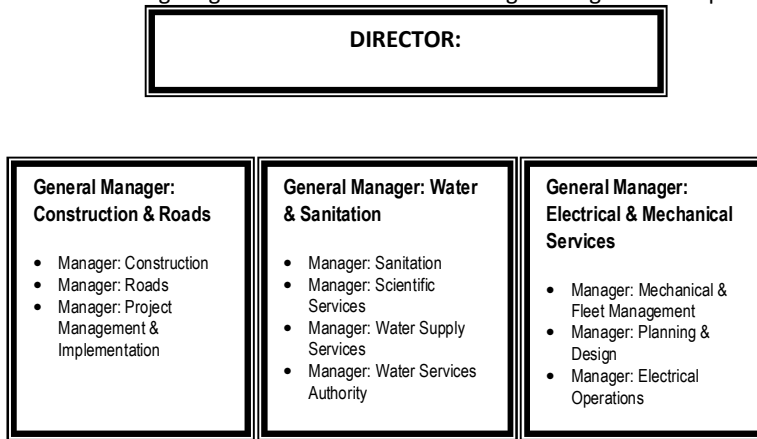 DIRECTOR:
General Manager:
Construction & Roads
• Manager: Construction
• Manager: Roads
• Manager: Project
Management &
Implementation
General Manager: Water
& Sanitation
• Manager: Sanitation
• Manager: Scientific
Services
• Manager: Water Supply
Services
• Manager: Water Services
Authority
General Manager:
Electrical & Mechanical
Services
• Manager: Mechanical &
Fleet Management
• Manager: Planning &
Design
• Manager: Electrical
Operations